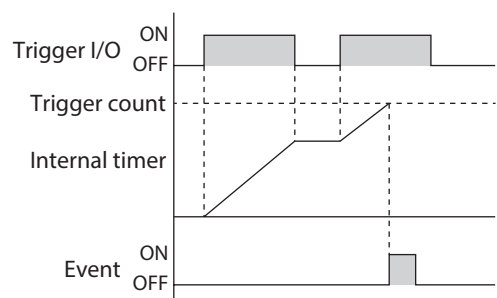 ON
Trigger I/O
OFF
Trigger count
Internal timer
ON
Event
OFF